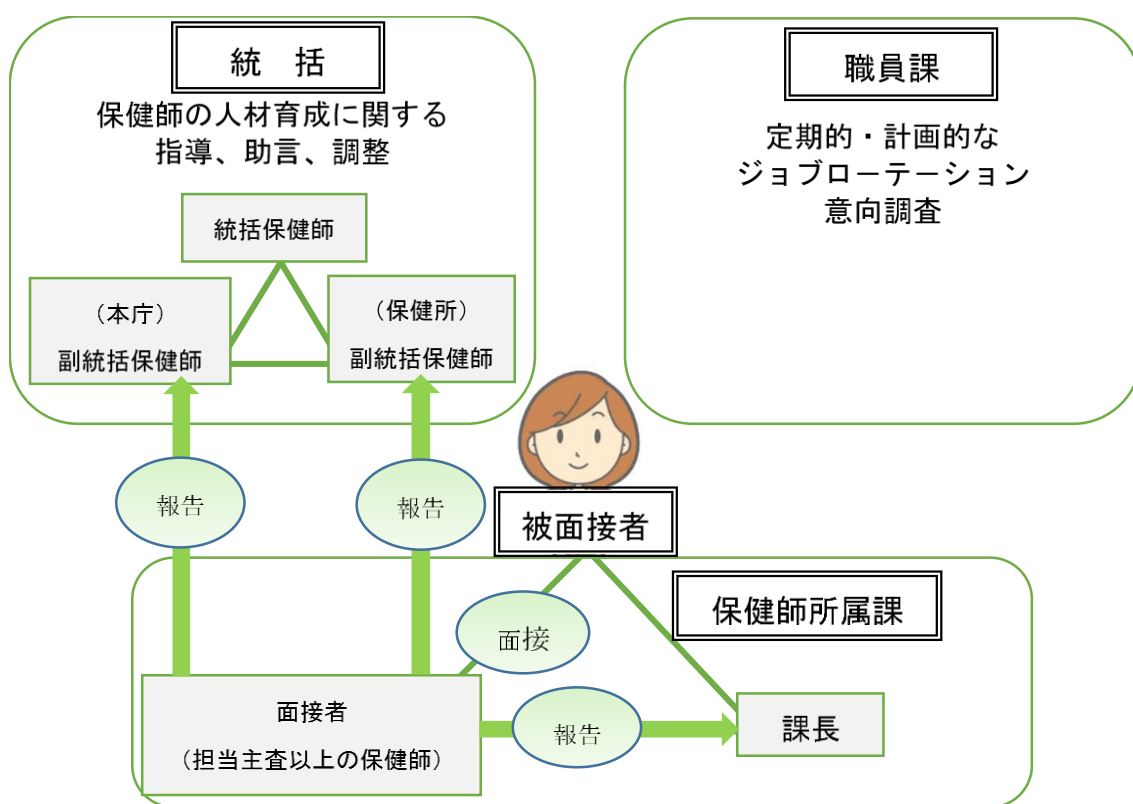 統　括
保健師の人材育成に関する
指導、助言、調整
統括保健師
（本庁）
副統括保健師
（保健所）
副統括保健師
職員課
定期的・計画的な
ジョブローテーション
意向調査
報告
報告
被面接者
保健師所属課
面接
面接者
（担当主査以上の保健師）
報告
課長